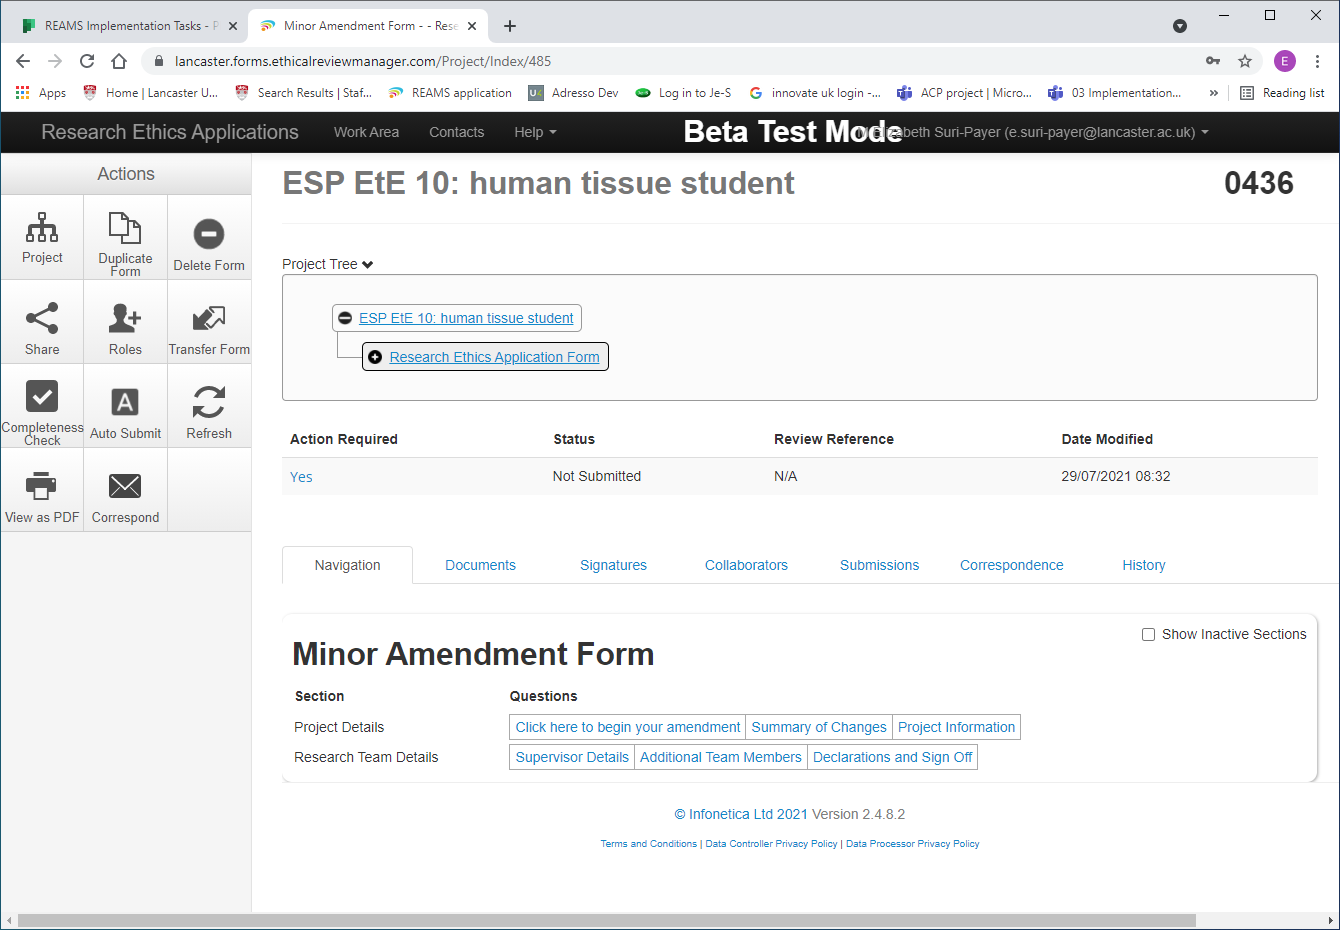 REAMS Implementation Tasks - P
Minor Amendment Form - - Rese
lancaster.forms.ethicalreviewmanager.com/Project/Index/485
E
Apps
Home | Lancaster U...
Search Results | Staf...
REAMS application
Adresso Dev
Log in to Je-S
innovate uk login -...
ACP project | Micro...
03 Implementation...
»
Reading list
Research Ethics Applications
Work Area
Contacts
Help
Beta Test Mode
Elizabeth Suri-Payer (e.suri-payer@lancaster.ac.uk)
Actions
Project
Duplicate Form
Delete Form
Share
Roles
Transfer Form
Completeness Check
Auto Submit
Refresh
View as PDF
Correspond
ESP EtE 10: human tissue student
0436
Project Tree
ESP EtE 10: human tissue student
Research Ethics Application Form
Action Required Status Review Reference Date Modified
Yes Not Submitted N/A 29/07/2021 08:32
Navigation Documents Signatures Collaborators Submissions Correspondence History
Show Inactive Sections
Minor Amendment Form
Section Questions
Project Details Click here to begin your amendment Summary of Changes Project Information
Research Team Details Supervisor Details Additional Team Members Declarations and Sign Off
© Infonetica Ltd 2021 Version 2.4.8.2
Terms and Conditions | Data Controller Privacy Policy | Data Processor Privacy Policy